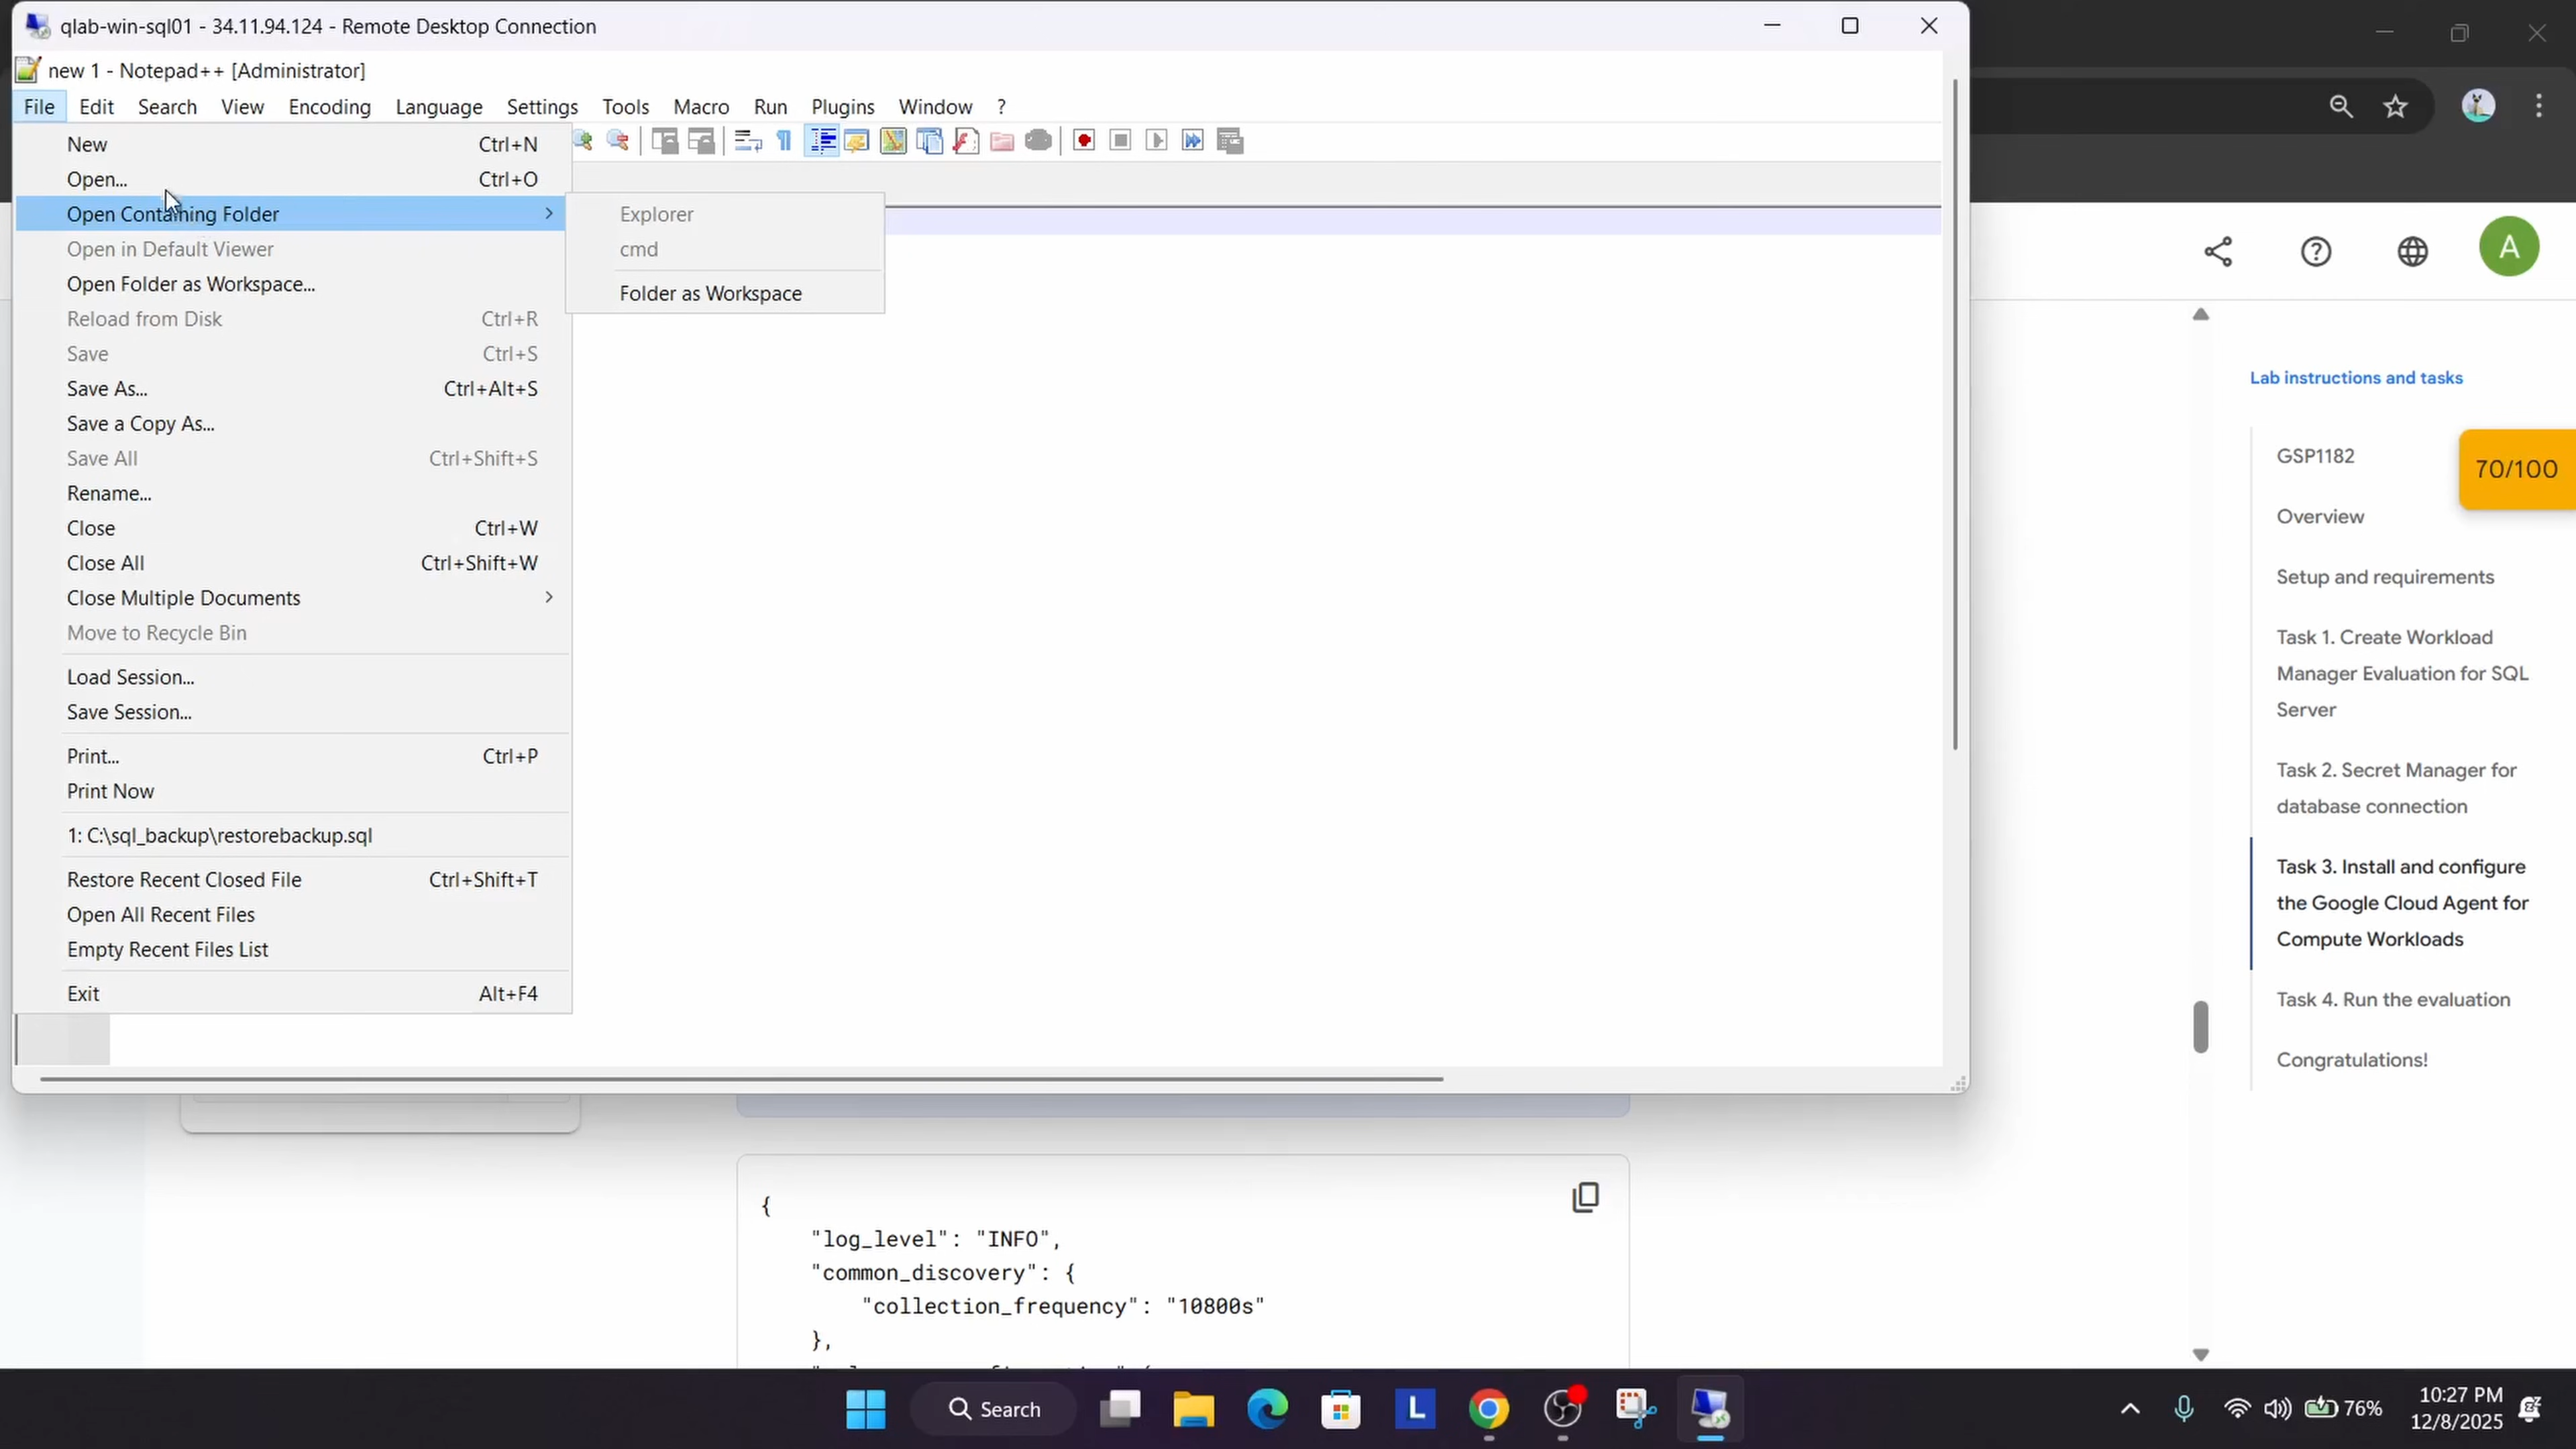 qlab-win-sql01 - 34.11.94.124 - Remote Desktop Connection
new 1 - Notepad++ [Administrator]
File Edit Search View Encoding Language Settings Tools Macro Run Plugins Window ?
New Ctrl+N
Open... Ctrl+O
Open Containing Folder
Open in Default Viewer
Open Folder as Workspace...
Reload from Disk Ctrl+R
Save Ctrl+S
Save As... Ctrl+Alt+S
Save a Copy As...
Save All Ctrl+Shift+S
Rename...
Close Ctrl+W
Close All Ctrl+Shift+W
Close Multiple Documents
Move to Recycle Bin
Load Session...
Save Session...
Print... Ctrl+P
Print Now
1: C:\sql_backup\restorebackup.sql
Restore Recent Closed File Ctrl+Shift+T
Open All Recent Files
Empty Recent Files List
Exit Alt+F4
Explorer
cmd
Folder as Workspace
A
Lab instructions and tasks
GSP1182
70/100
Overview
Setup and requirements
Task 1. Create Workload
Manager Evaluation for SQL
Server
Task 2. Secret Manager for
database connection
Task 3. Install and configure
the Google Cloud Agent for
Compute Workloads
Task 4. Run the evaluation
Congratulations!
{
"log_level": "INFO",
"common_discovery": {
"collection_frequency": "10800s"
},
Search
L
76%
10:27 PM
12/8/2025